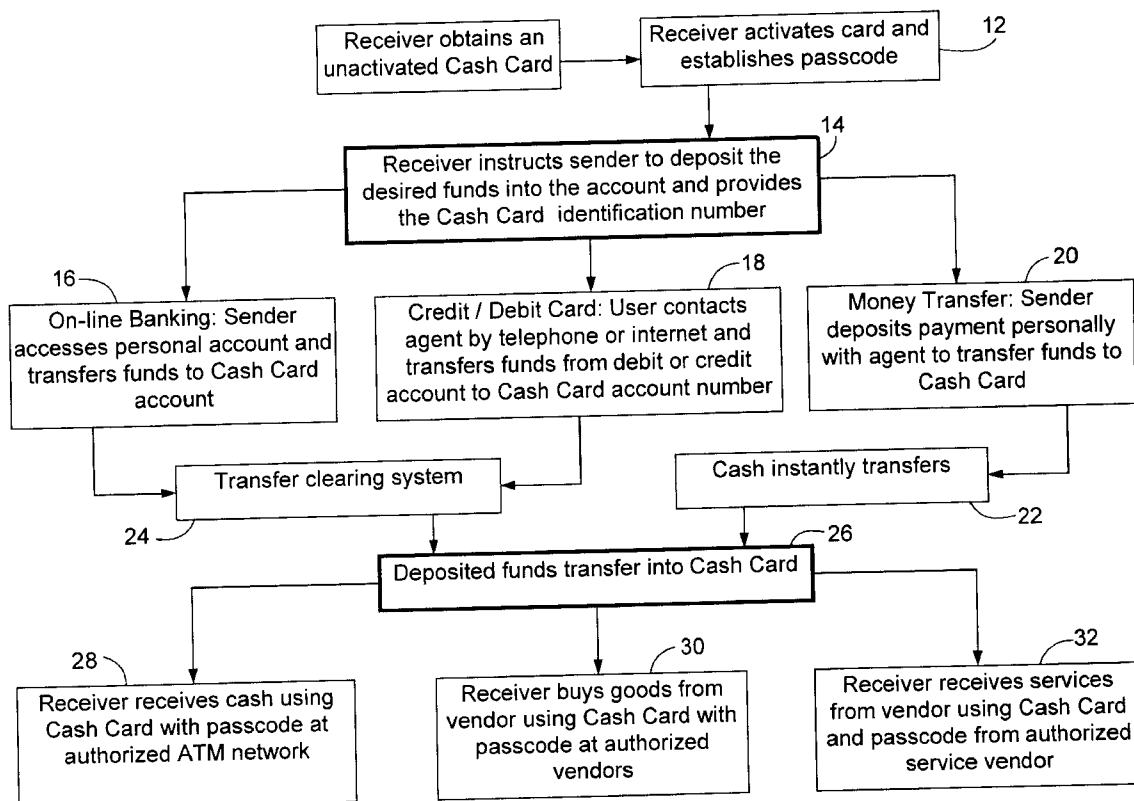 Receiver obtains an
unactivated Cash Card
Receiver activates card and
establishes passcode
12
14
Receiver instructs sender to deposit the
desired funds into the account and provides
the Cash Card identification number
16
On-line Banking: Sender
accesses personal account and
transfers funds to Cash Card
account
18
Credit / Debit Card: User contacts
agent by telephone or internet and
transfers funds from debit or credit
account to Cash Card account number
20
Money Transfer: Sender
deposits payment personally
with agent to transfer funds to
Cash Card
Transfer clearing system
24
Cash instantly transfers
22
26
Deposited funds transfer into Cash Card
28
Receiver receives cash using
Cash Card with passcode at
authorized ATM network
30
Receiver buys goods from
vendor using Cash Card with
passcode at authorized
vendors
32
Receiver receives services
from vendor using Cash Card
and passcode from authorized
service vendor